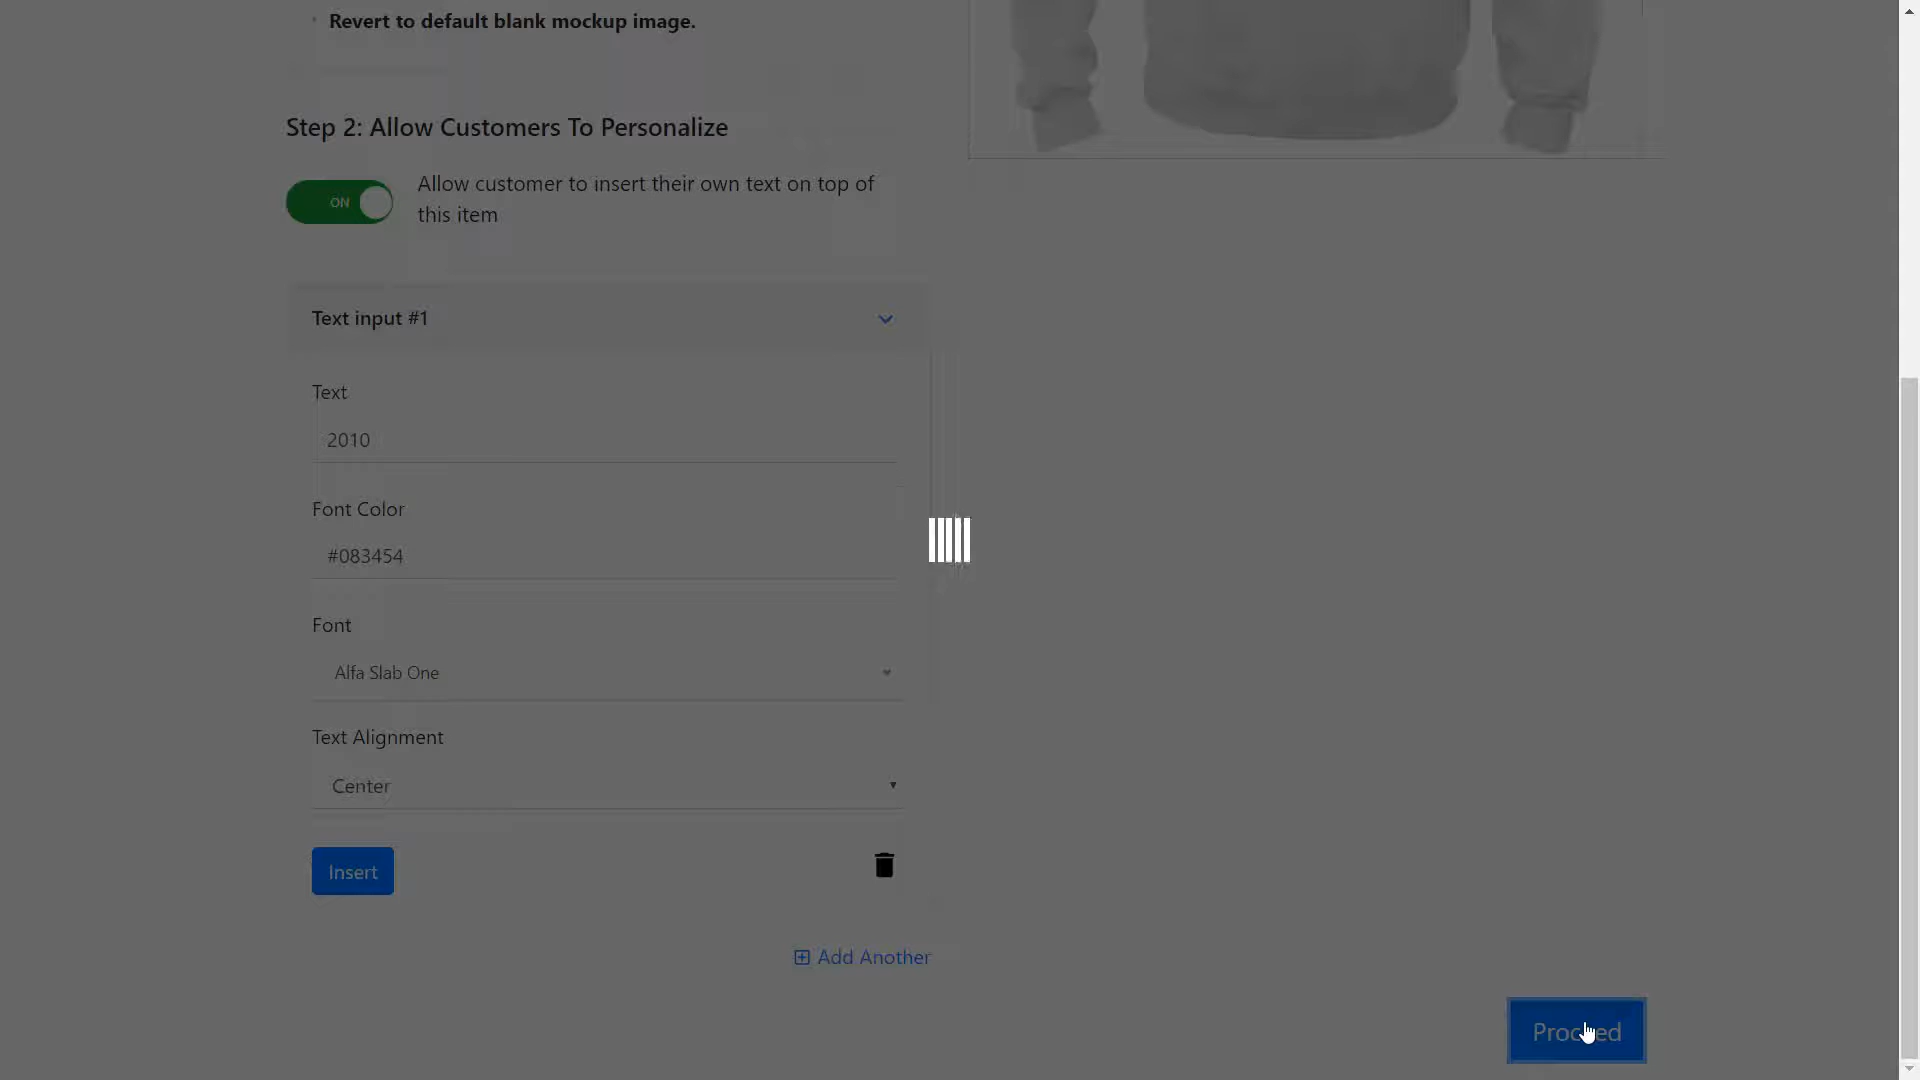 Revert to default blank mockup image.
Step 2: Allow Customers To Personalize
ON
Allow customer to insert their own text on top of
this item
Text input #1
Text
2010
Font Color
#083454
Font
Alfa Slab One
Text Alignment
Center
Insert
Add Another
Proceed